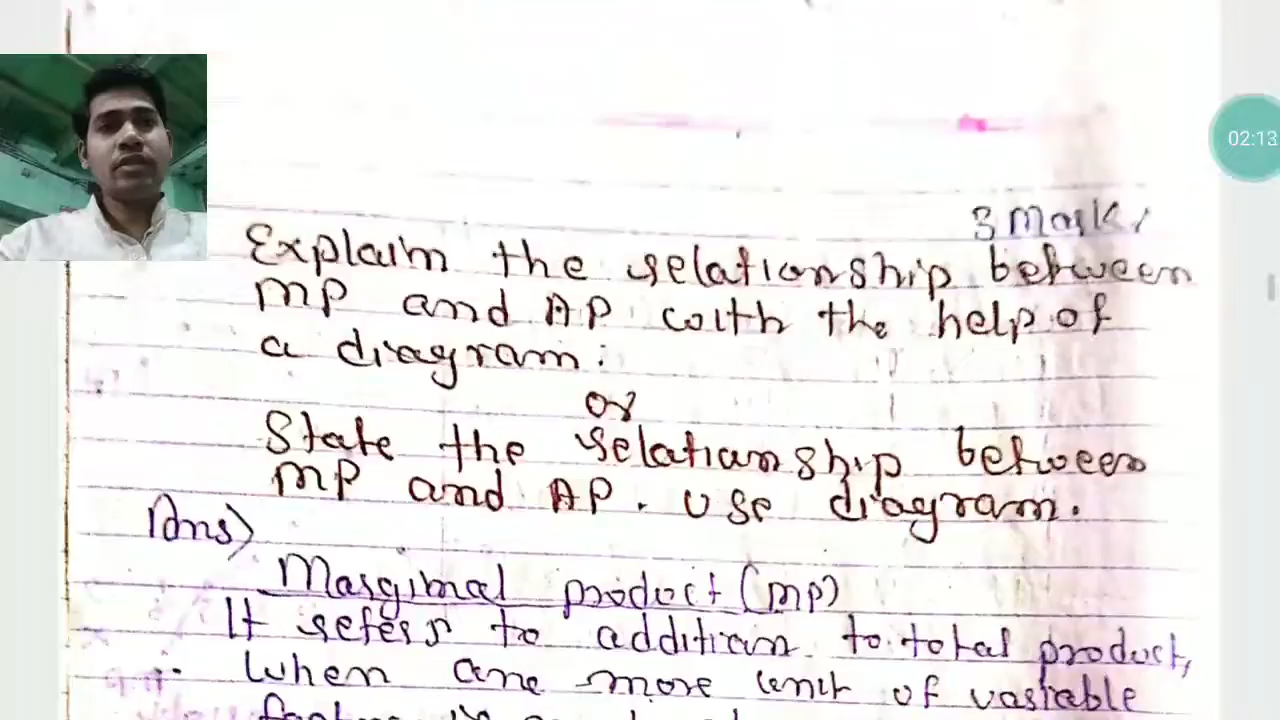 02:13
3 Mark,
Explain the relationship between
MP and AP with the help of
a diagram.
or
State the relationship between
MP and AP. Use diagram.
Ans)
Marginal product (MP)
It refers to addition to total product,
When one more unit of variable